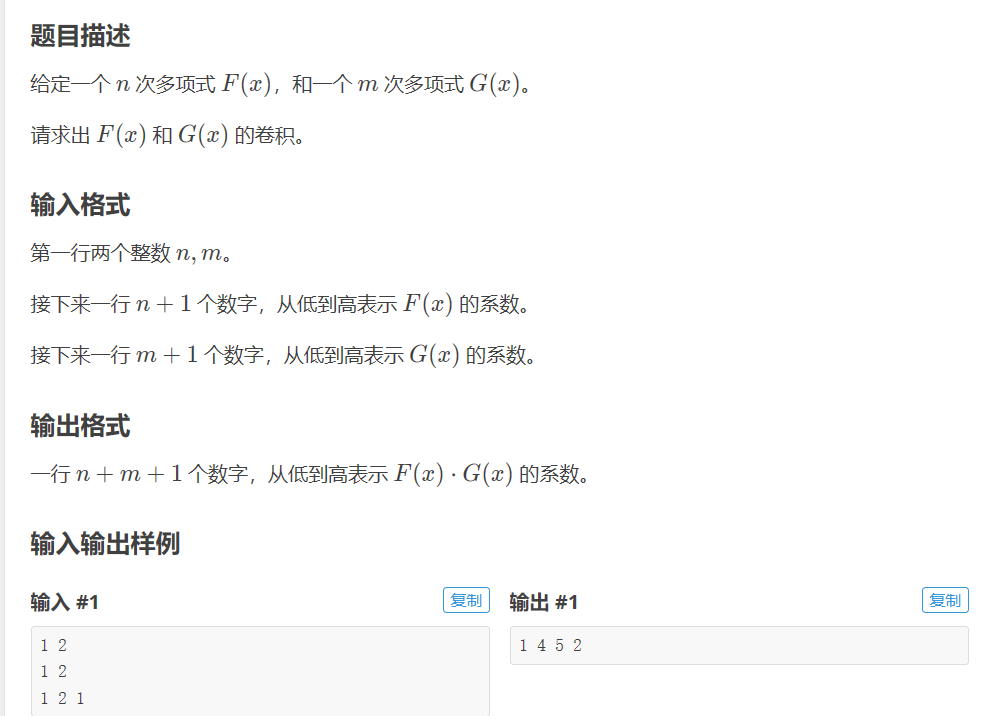 题目描述
给定一个 n 次多项式 F(x)，和一个 m 次多项式 G(x)。
请求出 F(x) 和 G(x) 的卷积。
输入格式
第一行两个整数 n, m。
接下来一行 n + 1 个数字，从低到高表示 F(x) 的系数。
接下来一行 m + 1 个数字，从低到高表示 G(x) 的系数。
输出格式
一行 n + m + 1 个数字，从低到高表示 F(x) · G(x) 的系数。
输入输出样例
输入 #1
复制
1 2
1 2
1 2 1
输出 #1
复制
1 4 5 2